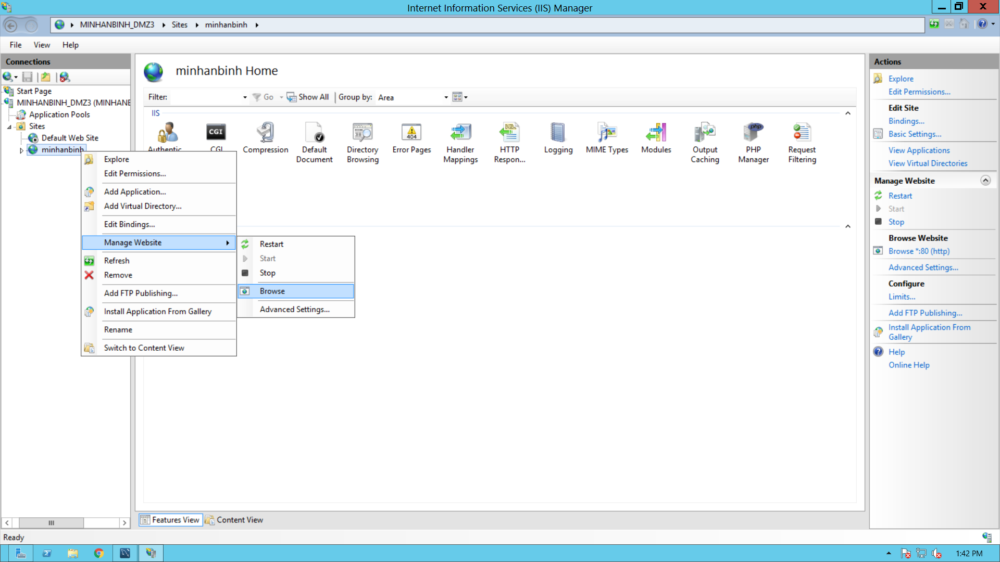 Internet Information Services (IIS) Manager
MINHANBINH_DMZ3 Sites minhanbinh
File View Help
Connections
Start Page
MINHANBINH_DMZ3 (MINHANB
Application Pools
Sites
Default Web Site
minhanbinh
minhanbinh Home
Filter: Go Show All Group by: Area
IIS
Authentic...
CGI
CGI
Compression
Default Document
Directory Browsing
404
Error Pages
Handler Mappings
HTTP Respon...
Logging
MIME Types
Modules
Output Caching
php
PHP Manager
Request Filtering
Explore
Edit Permissions...
Add Application...
Add Virtual Directory...
Edit Bindings...
Manage Website
Refresh
Remove
Add FTP Publishing...
Install Application From Gallery
Rename
Switch to Content View
Restart
Start
Stop
Browse
Advanced Settings...
Features View Content View
Actions
Explore
Edit Permissions...
Edit Site
Bindings...
Basic Settings...
View Applications
View Virtual Directories
Manage Website
Restart
Start
Stop
Browse Website
Browse *:80 (http)
Advanced Settings...
Configure
Limits...
Add FTP Publishing...
Install Application From
Gallery
Help
Online Help
Ready
1:42 PM